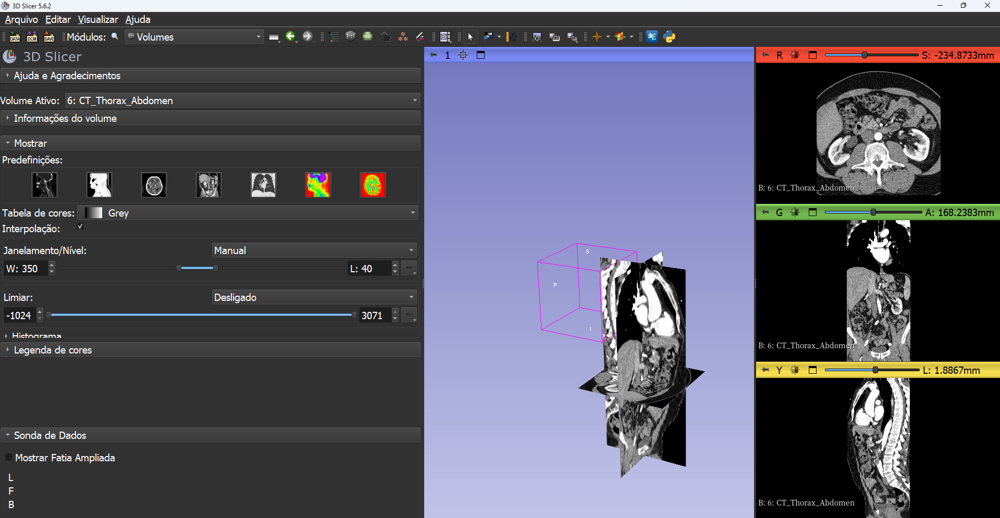 3D Slicer 5.6.2
Arquivo Editar Visualizar Ajuda
DATA DCM SAVE Módulos: Volumes
3D Slicer
Ajuda e Agradecimentos
Volume Ativo: 6: CT_Thorax_Abdomen
Informações do volume
Mostrar
Predefinições:
Tabela de cores: Grey
Interpolação:
Janelamento/Nível: Manual
W: 350 L: 40
Limiar: Desligado
-1024 3071
Histograma
Legenda de cores
Sonda de Dados
Mostrar Fatia Ampliada
L
F
B
1
S
P
I
R S: -234.8733mm
B: 6: CT_Thorax_Abdomen
G A: 168.2383mm
B: 6: CT_Thorax_Abdomen
Y L: 1.8867mm
B: 6: CT_Thorax_Abdomen